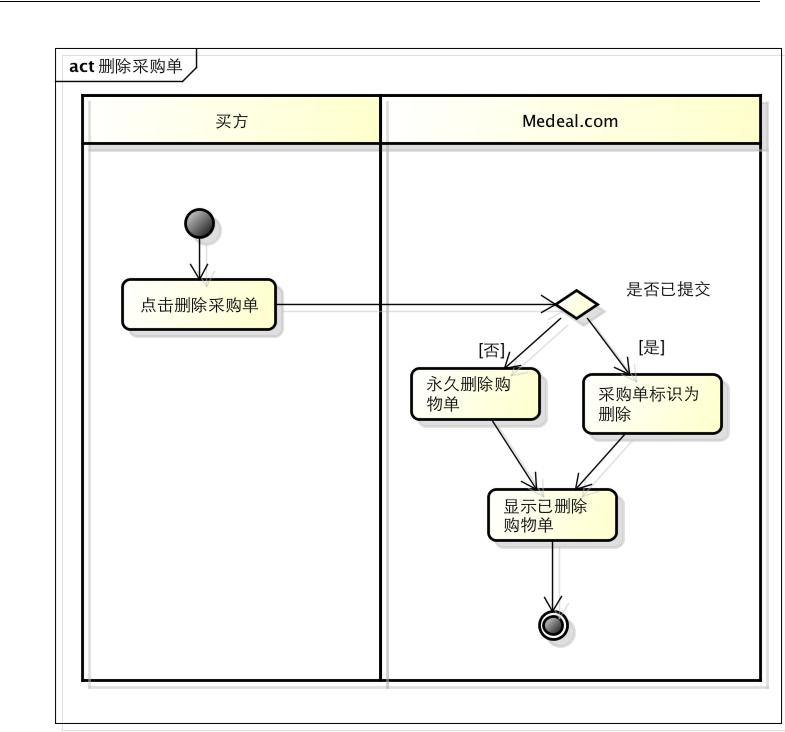 act 删除采购单
买方
Medeal.com
点击删除采购单
是否已提交
[否]
[是]
永久删除购
物单
采购单标识为
删除
显示已删除
购物单